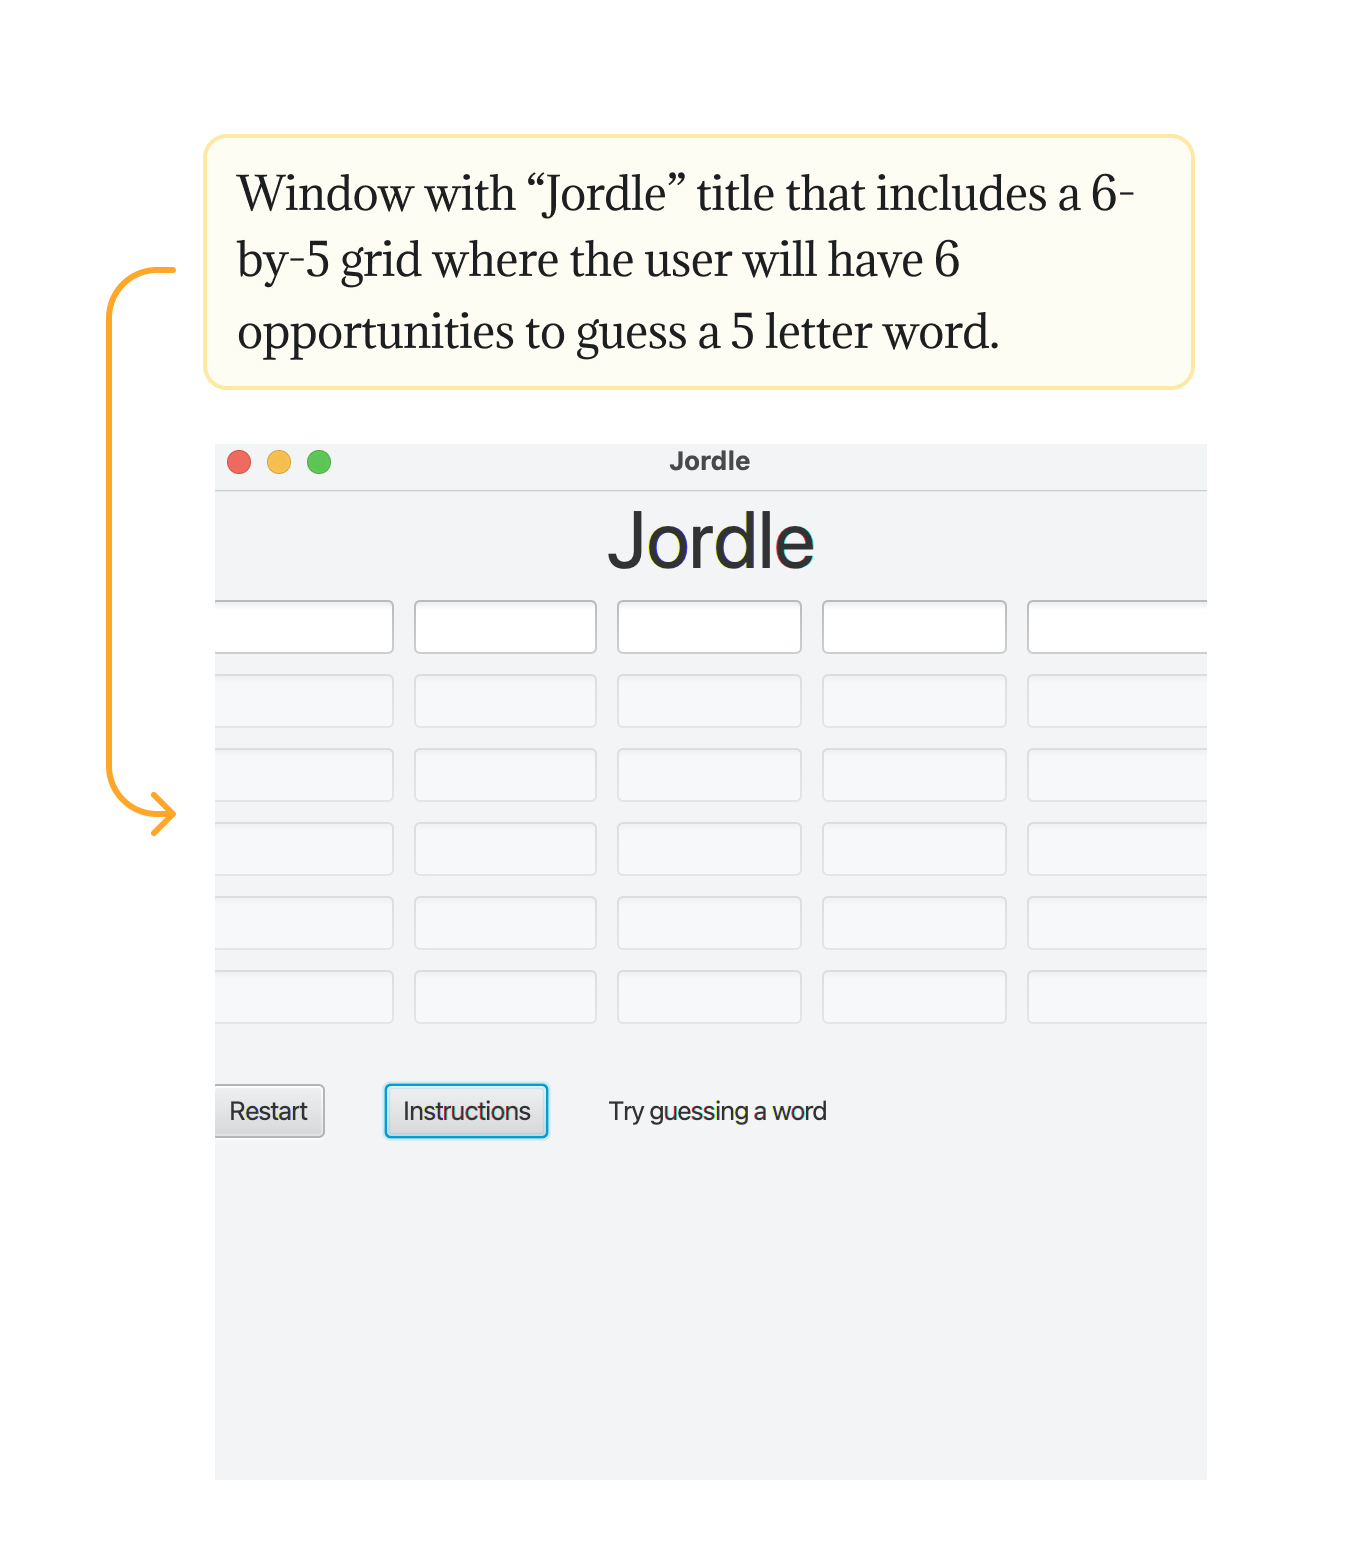 Window with “Jordle” title that includes a 6-
by-5 grid where the user will have 6
opportunities to guess a 5 letter word.
Jordle
Jordle
Restart Instructions Try guessing a word